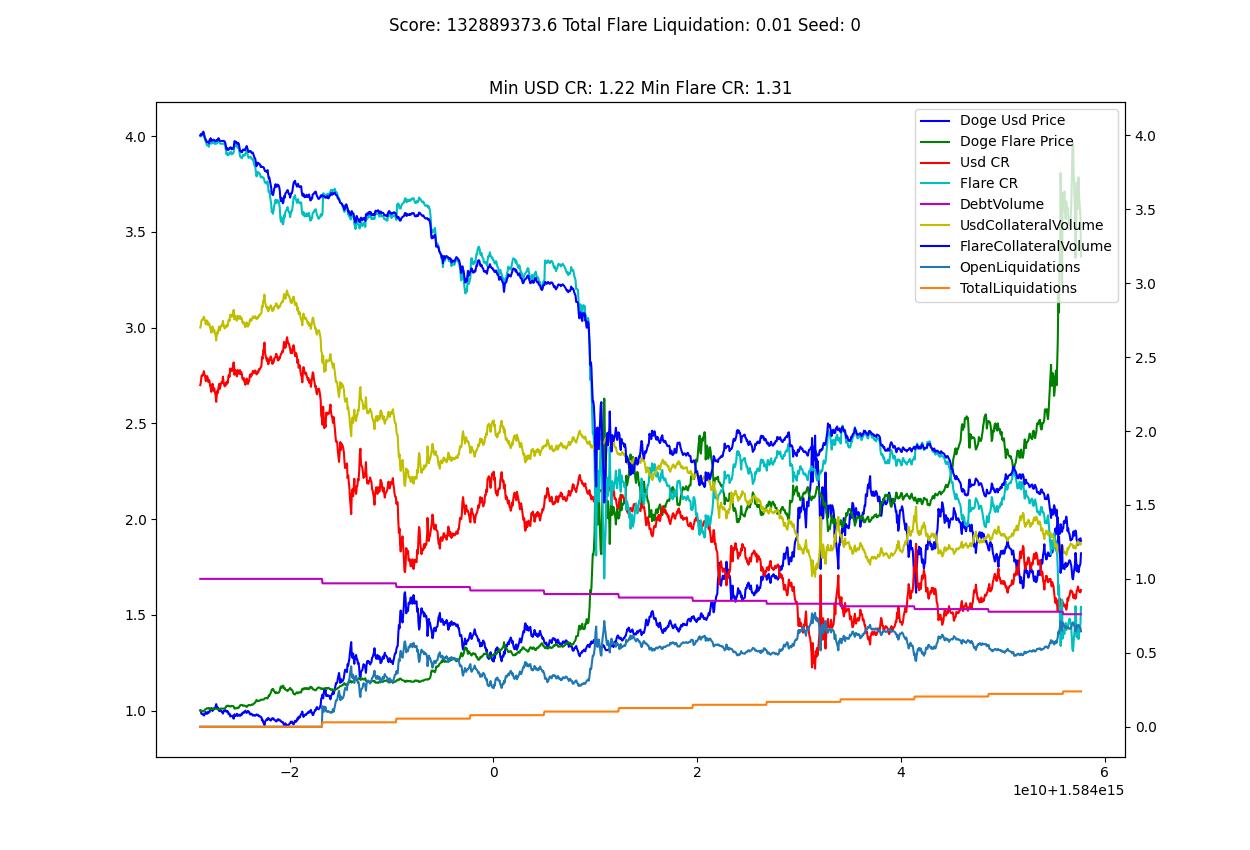 Score: 132889373.6 Total Flare Liquidation: 0.01 Seed: 0
Min USD CR: 1.22 Min Flare CR: 1.31
Doge Usd Price
Doge Flare Price
Usd CR
Flare CR
DebtVolume
UsdCollateralVolume
FlareCollateralVolume
OpenLiquidations
TotalLiquidations
4.0
3.5
3.0
2.5
2.0
1.5
1.0
4.0
3.5
3.0
2.5
2.0
1.5
1.0
0.5
0.0
−2 0 2 4 6
1e10+1.584e15